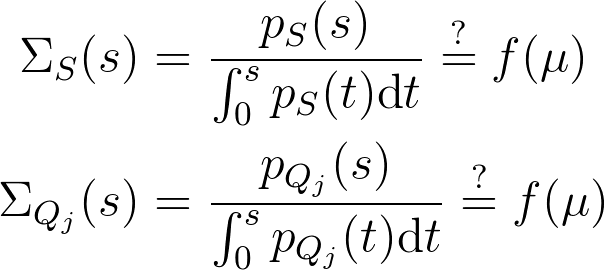 Σ_S(s) = p_S(s) / ∫_0^s p_S(t)dt ≟ f(μ)
Σ_{Q_j}(s) = p_{Q_j}(s) / ∫_0^s p_{Q_j}(t)dt ≟ f(μ)